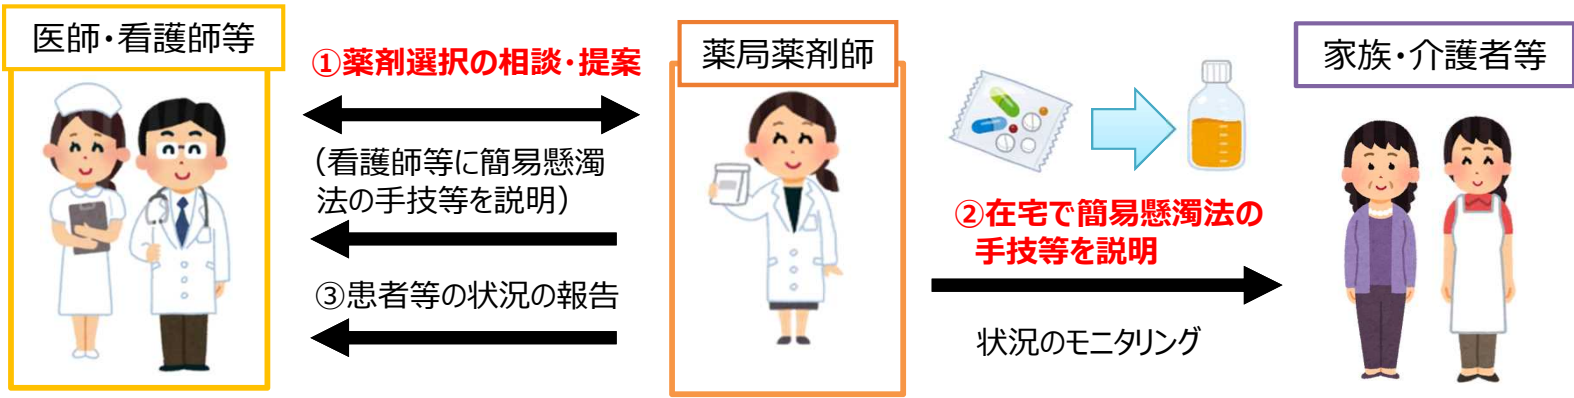 医師・看護師等
①薬剤選択の相談・提案
(看護師等に簡易懸濁
法の手技等を説明)
③患者等の状況の報告
薬局薬剤師
②在宅で簡易懸濁法の
手技等を説明
状況のモニタリング
家族・介護者等